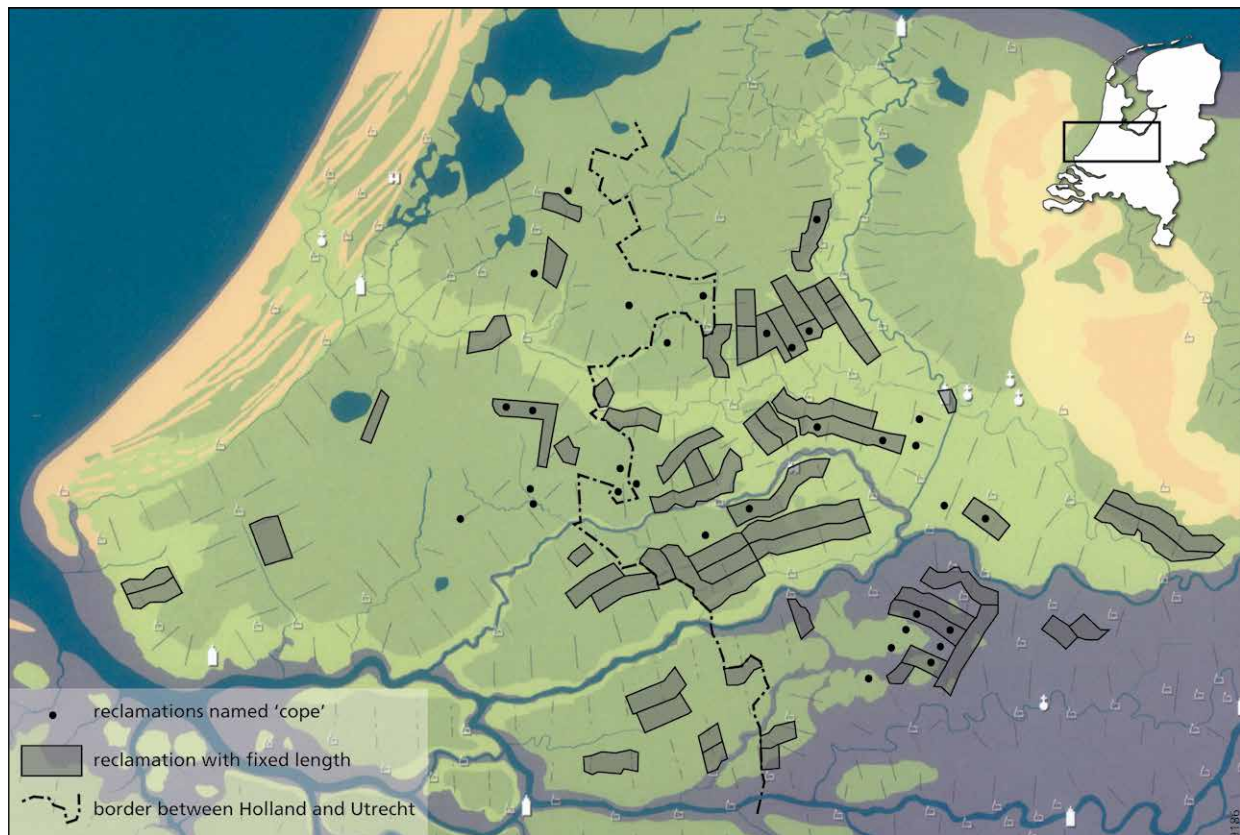 reclamations named 'cope'
reclamation with fixed length
border between Holland and Utrecht